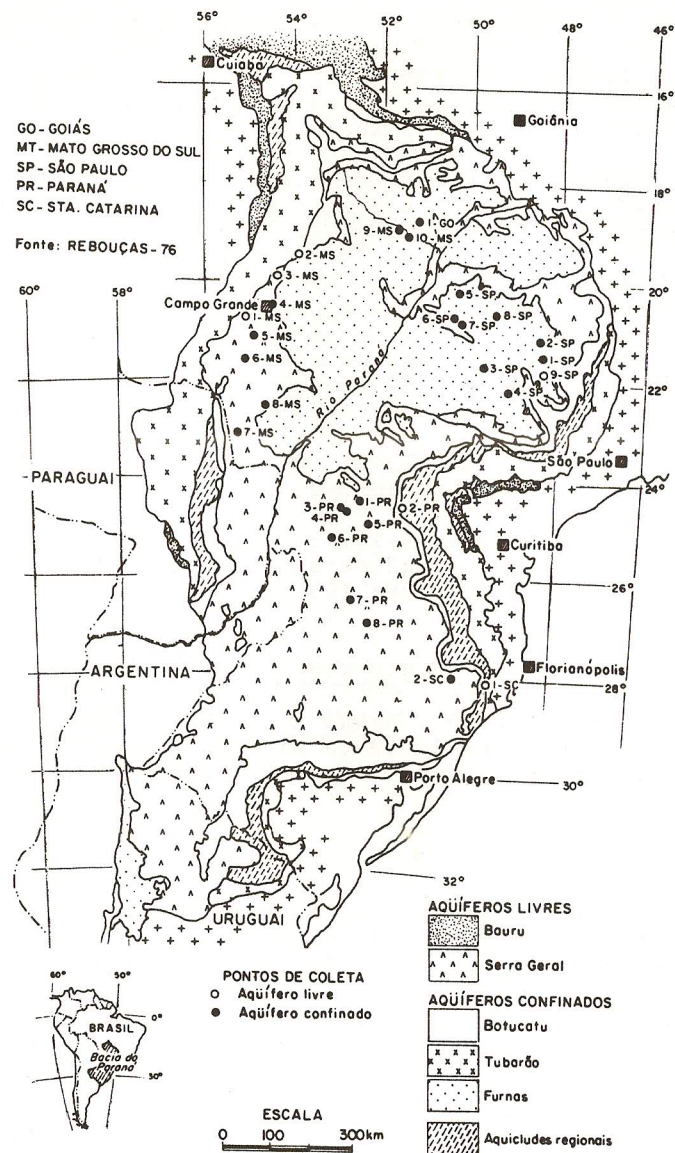 56°
54°
52°
50°
48°
46°
Cuiabá
16°
Goiânia
GO - GOIÁS
MT - MATO GROSSO DO SUL
SP - SÃO PAULO
PR - PARANÁ
SC - STA. CATARINA
18°
1-GO
9-MS
10-MS
Fonte: REBOUÇAS - 76
2-MS
3-MS
60°
58°
20°
Campo Grande
4-MS
1-MS
5-MS
6-MS
8-MS
7-MS
5-SP
6-SP
7-SP
8-SP
2-SP
1-SP
3-SP
9-SP
4-SP
Rio Paraná
22°
São Paulo
PARAGUAI
24°
3-PR
1-PR
4-PR
2-PR
5-PR
6-PR
Curitiba
26°
7-PR
8-PR
ARGENTINA
Florianópolis
2-SC
1-SC
28°
Porto Alegre
30°
32°
URUGUAI
AQÜÍFEROS LIVRES
Bauru
Serra Geral
PONTOS DE COLETA
Aqüífero livre
Aqüífero confinado
AQÜÍFEROS CONFINADOS
Botucatu
Tubarão
Furnas
Aquicludes regionais
60°
50°
BRASIL
0°
Bacia do
Paraná
30°
ESCALA
0 100 300km